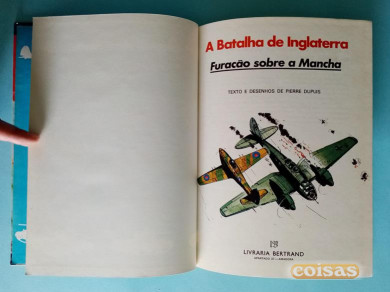 A Batalha de Inglaterra
Furacão sobre a Mancha
TEXTO E DESENHOS DE PIERRE DUPUIS
LIVRARIA BERTRAND
coisas